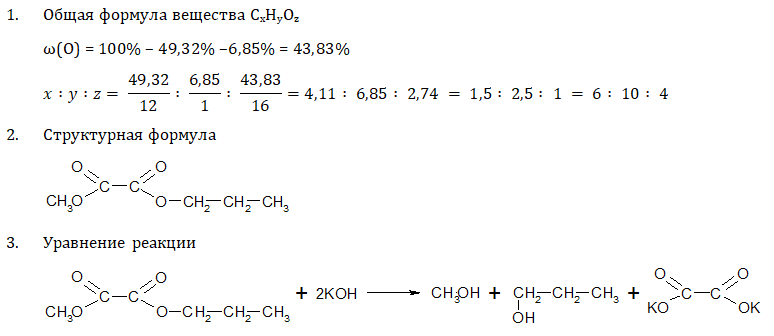 1. Общая формула вещества CₓHᵧO𝓏
ω(O) = 100% – 49,32% –6,85% = 43,83%
x : y : z = 49,32/12 : 6,85/1 : 43,83/16 = 4,11 : 6,85 : 2,74 = 1,5 : 2,5 : 1 = 6 : 10 : 4
2. Структурная формула
O O
C–C
CH₃O O–CH₂–CH₂–CH₃
3. Уравнение реакции
O O O O
C–C + 2KOH → CH₃OH + CH₂–CH₂–CH₃ + C–C
CH₃O O–CH₂–CH₂–CH₃ OH KO OK